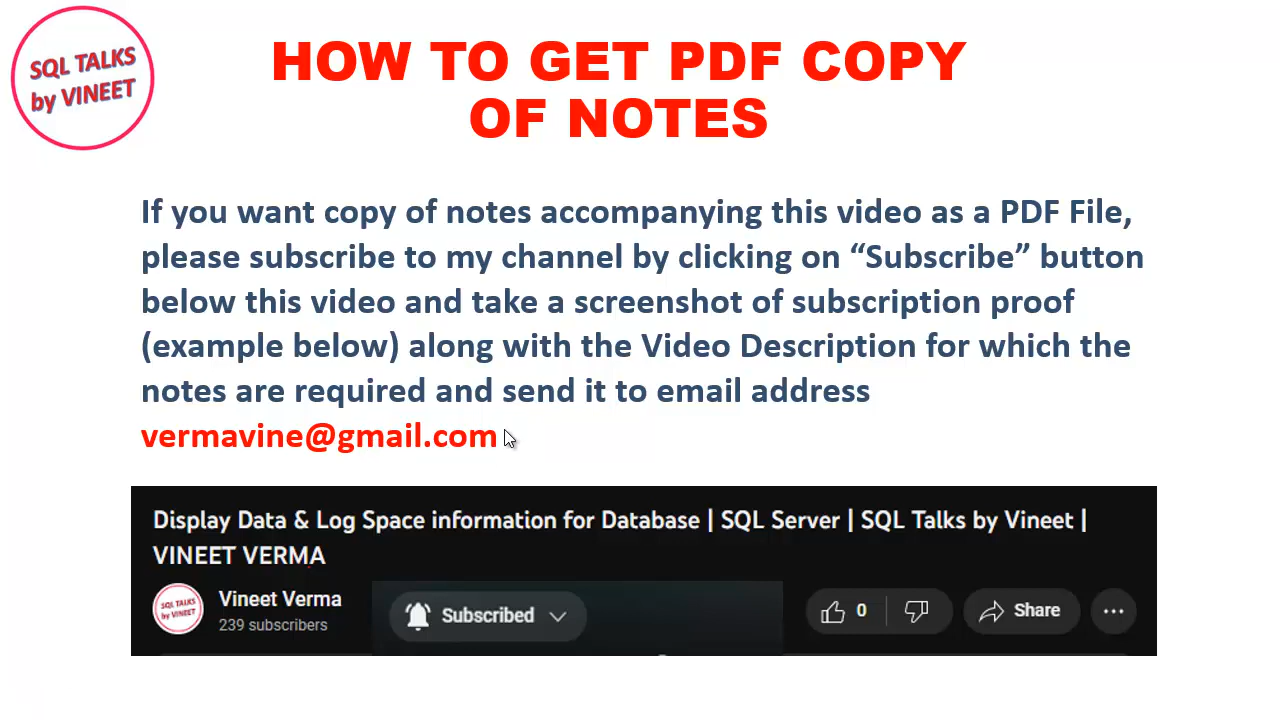 SQL TALKS
by VINEET
HOW TO GET PDF COPY
OF NOTES
If you want copy of notes accompanying this video as a PDF File,
please subscribe to my channel by clicking on “Subscribe” button
below this video and take a screenshot of subscription proof
(example below) along with the Video Description for which the
notes are required and send it to email address
vermavine@gmail.com
Display Data & Log Space information for Database | SQL Server | SQL Talks by Vineet |
VINEET VERMA
SQL TALKS
by VINEET
Vineet Verma
239 subscribers
Subscribed
0
Share